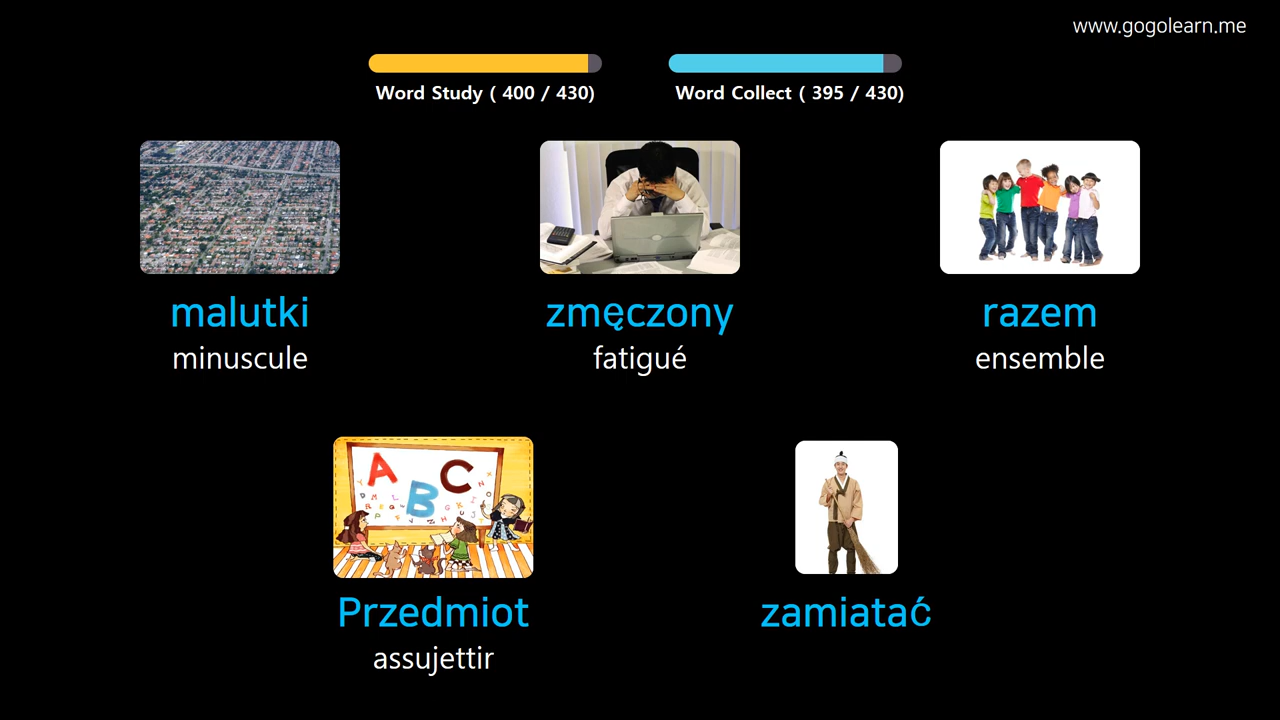 www.gogolearn.me
Word Study ( 400 / 430)
Word Collect ( 395 / 430)
malutki
minuscule
zmęczony
fatigué
razem
ensemble
A B C
Przedmiot
assujettir
zamiatać